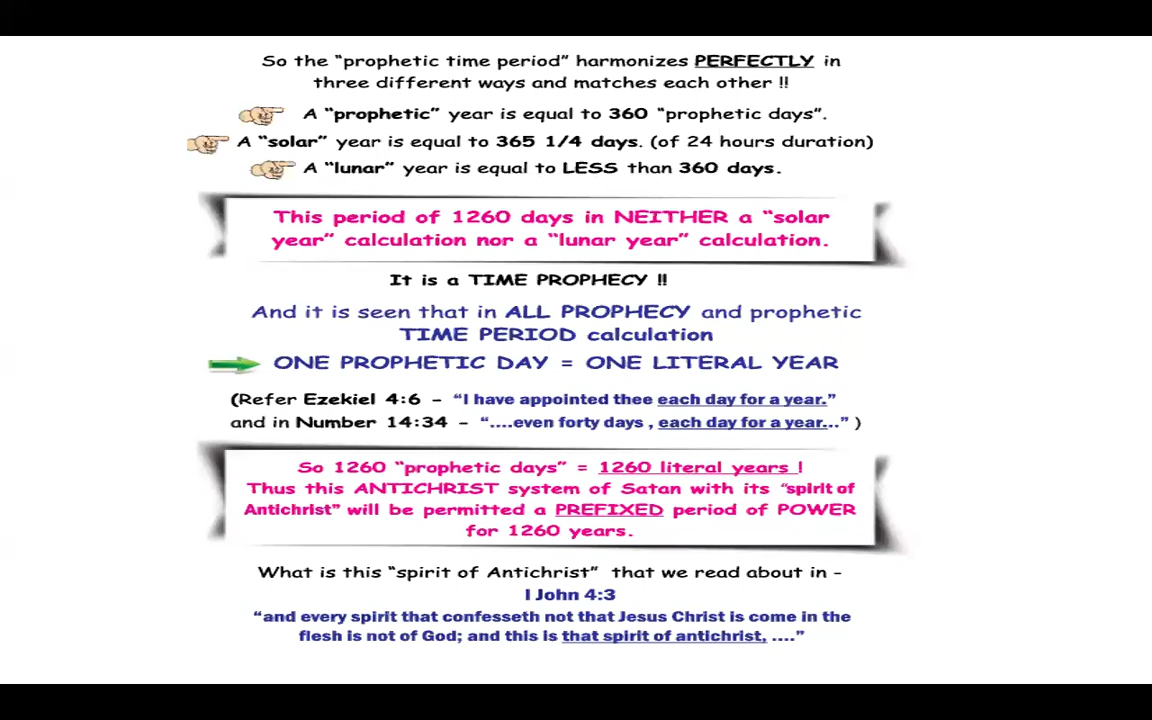 So the “prophetic time period” harmonizes PERFECTLY in
three different ways and matches each other !!
A “prophetic” year is equal to 360 “prophetic days”.
A “solar” year is equal to 365 1/4 days. (of 24 hours duration)
A “lunar” year is equal to LESS than 360 days.
This period of 1260 days in NEITHER a “solar
year” calculation nor a “lunar year” calculation.
It is a TIME PROPHECY !!
And it is seen that in ALL PROPHECY and prophetic
TIME PERIOD calculation
ONE PROPHETIC DAY = ONE LITERAL YEAR
(Refer Ezekiel 4:6 - “I have appointed thee each day for a year.”
and in Number 14:34 - “....even forty days , each day for a year...” )
So 1260 “prophetic days” = 1260 literal years !
Thus this ANTICHRIST system of Satan with its “spirit of
Antichrist” will be permitted a PREFIXED period of POWER
for 1260 years.
What is this “spirit of Antichrist” that we read about in -
I John 4:3
“and every spirit that confesseth not that Jesus Christ is come in the
flesh is not of God; and this is that spirit of antichrist, ....”